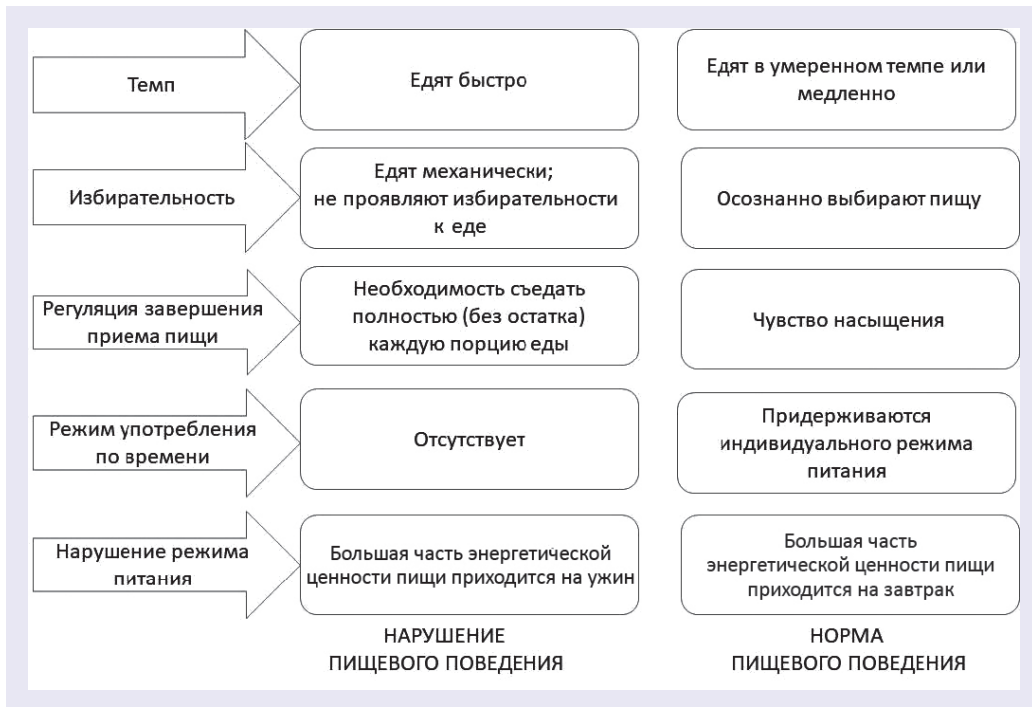 Темп
Едят быстро
Едят в умеренном темпе или
медленно
Избирательность
Едят механически;
не проявляют избирательности
к еде
Осознанно выбирают пищу
Регуляция завершения
приема пищи
Необходимость съедать
полностью (без остатка)
каждую порцию еды
Чувство насыщения
Режим употребления
по времени
Отсутствует
Придерживаются
индивидуального режима
питания
Нарушение режима
питания
Большая часть энергетической
ценности пищи приходится на ужин
Большая часть
энергетической ценности пищи
приходится на завтрак
НАРУШЕНИЕ
ПИЩЕВОГО ПОВЕДЕНИЯ
НОРМА
ПИЩЕВОГО ПОВЕДЕНИЯ